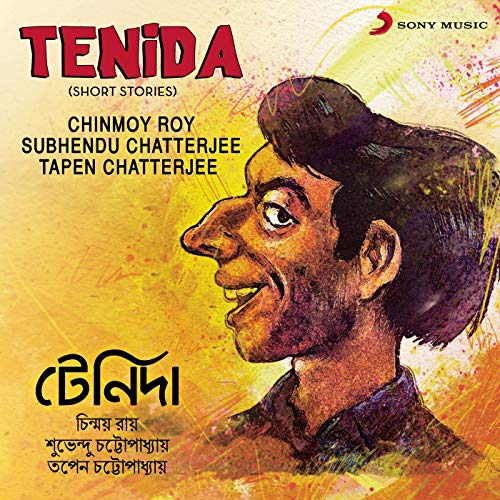 TENiDA
(SHORT STORIES)
SONY MUSIC
CHINMOY ROY
SUBHENDU CHATTERJEE
TAPEN CHATTERJEE
টেনিদা
চিন্ময় রায়
শুভেন্দু চট্টোপাধ্যায়
তপেন চট্টোপাধ্যায়